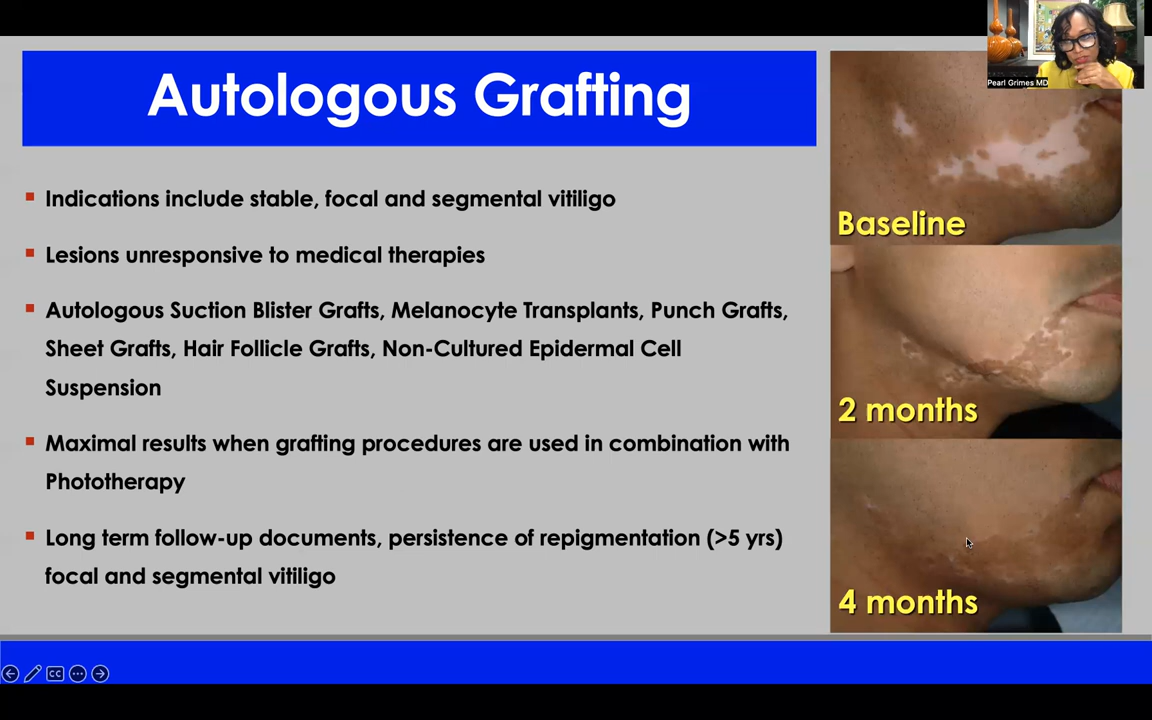 Autologous Grafting
Pearl Grimes MD
Indications include stable, focal and segmental vitiligo
Lesions unresponsive to medical therapies
Autologous Suction Blister Grafts, Melanocyte Transplants, Punch Grafts,
Sheet Grafts, Hair Follicle Grafts, Non-Cultured Epidermal Cell
Suspension
Maximal results when grafting procedures are used in combination with
Phototherapy
Long term follow-up documents, persistence of repigmentation (>5 yrs)
focal and segmental vitiligo
Baseline
2 months
4 months
CC